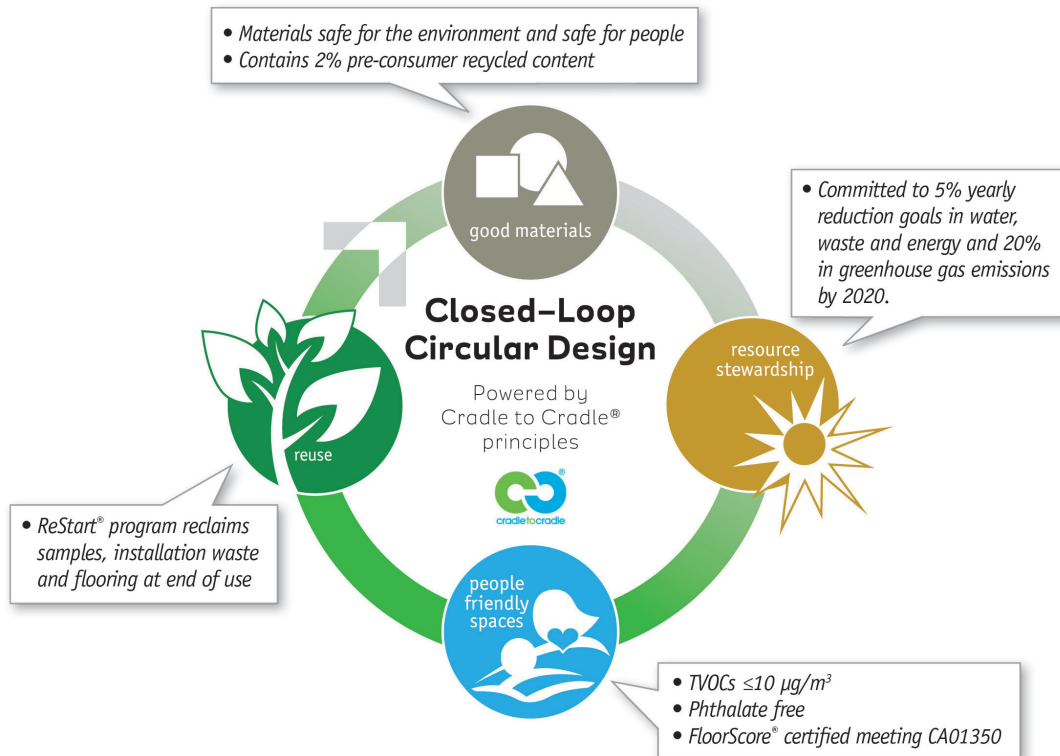 • Materials safe for the environment and safe for people
• Contains 2% pre-consumer recycled content
good materials
• Committed to 5% yearly
reduction goals in water,
waste and energy and 20%
in greenhouse gas emissions
by 2020.
Closed–Loop
Circular Design
Powered by
Cradle to Cradle®
principles
®
cradletocradle
resource
stewardship
reuse
• ReStart® program reclaims
samples, installation waste
and flooring at end of use
people
friendly
spaces
• TVOCs ≤10 µg/m³
• Phthalate free
• FloorScore® certified meeting CA01350